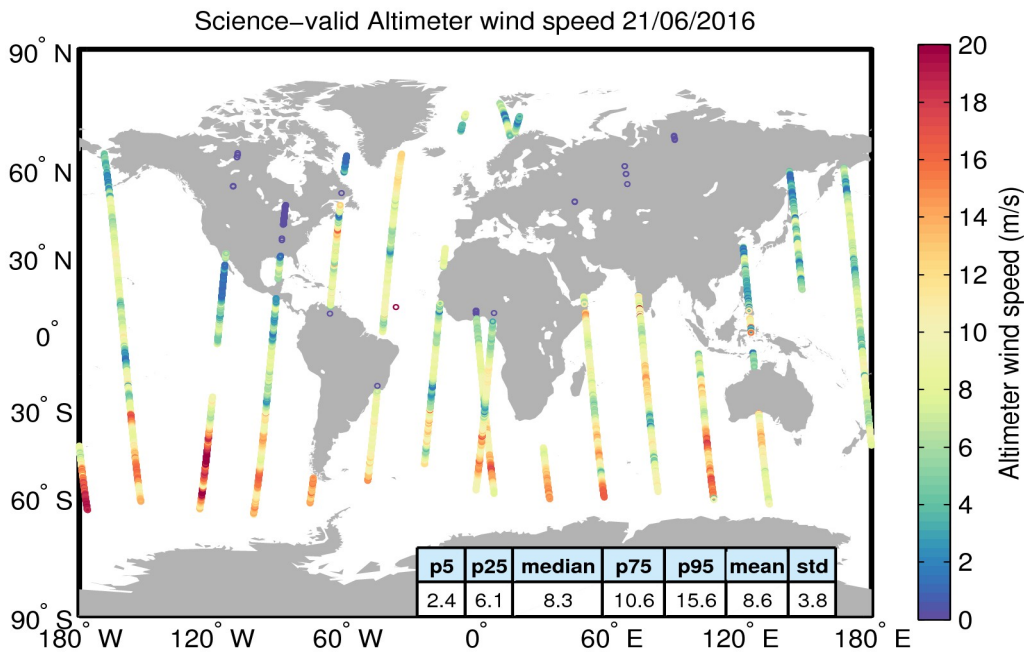 Science−valid Altimeter wind speed 21/06/2016
90° N
60° N
30° N
0°
30° S
60° S
90° S
180° W
120° W
60° W
0°
60° E
120° E
180° E
p5 p25 median p75 p95 mean std
2.4 6.1 8.3 10.6 15.6 8.6 3.8
20
18
16
14
12
10
8
6
4
2
0
Altimeter wind speed (m/s)